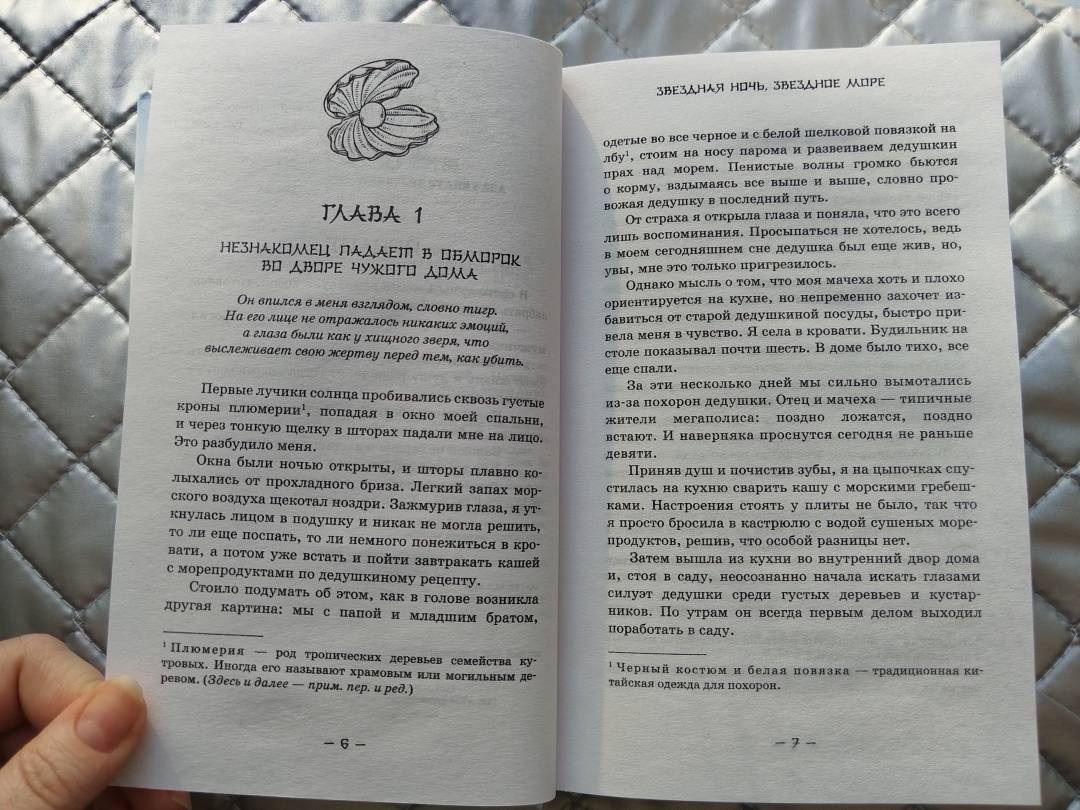 ГЛАВА 1
НЕЗНАКОМЕЦ ПАДАЕТ В ОБМОРОК
ВО ДВОРЕ ЧУЖОГО ДОМА
Он впился в меня взглядом, словно тигр.
На его лице не отражалось никаких эмоций,
а глаза были как у хищного зверя, что
выслеживает свою жертву перед тем, как убить.
Первые лучики солнца пробивались сквозь густые
кроны плюмерии¹, попадая в окно моей спальни,
и через тонкую щелку в шторах падали мне на лицо.
Это разбудило меня.
Окна были ночью открыты, и шторы плавно ко-
лыхались от прохладного бриза. Легкий запах мор-
ского воздуха щекотал ноздри. Зажмурив глаза, я ут-
кнулась лицом в подушку и никак не могла решить,
то ли еще поспать, то ли немного понежиться в кро-
вати, а потом уже встать и пойти завтракать кашей
с морепродуктами по дедушкиному рецепту.
Стоило подумать об этом, как в голове возникла
другая картина: мы с папой и младшим братом,
¹ Плюмерия — род тропических деревьев семейства ку-
тровых. Иногда его называют храмовым или могильным де-
ревом. (Здесь и далее — прим. пер. и ред.)
— 6 —
ЗВЕЗДНАЯ НОЧЬ, ЗВЕЗДНОЕ МОРЕ
одетые во все черное и с белой шелковой повязкой на
лбу¹, стоим на носу парома и развеиваем дедушкин
прах над морем. Пенистые волны громко бьются
о корму, вздымаясь все выше и выше, словно про-
вожая дедушку в последний путь.
От страха я открыла глаза и поняла, что это всего
лишь воспоминания. Просыпаться не хотелось, ведь
в моем сегодняшнем сне дедушка был еще жив, но,
увы, мне это только пригрезилось.
Однако мысль о том, что моя мачеха хоть и плохо
ориентируется на кухне, но непременно захочет из-
бавиться от старой дедушкиной посуды, быстро при-
вела меня в чувство. Я села в кровати. Будильник на
столе показывал почти шесть. В доме было тихо, все
еще спали.
За эти несколько дней мы сильно вымотались
из-за похорон дедушки. Отец и мачеха — типичные
жители мегаполиса: поздно ложатся, поздно
встают. И наверняка проснутся сегодня не раньше
девяти.
Приняв душ и почистив зубы, я на цыпочках спу-
стилась на кухню сварить кашу с морскими гребеш-
ками. Настроения стоять у плиты не было, так что
я просто бросила в кастрюлю с водой сушеных море-
продуктов, решив, что особой разницы нет.
Затем вышла из кухни во внутренний двор дома
и, стоя в саду, неосознанно начала искать глазами
силуэт дедушки среди густых деревьев и кустар-
ников. По утрам он всегда первым делом выходил
поработать в саду.
¹ Черный костюм и белая повязка — традиционная ки-
тайская одежда для похорон.
— 7 —